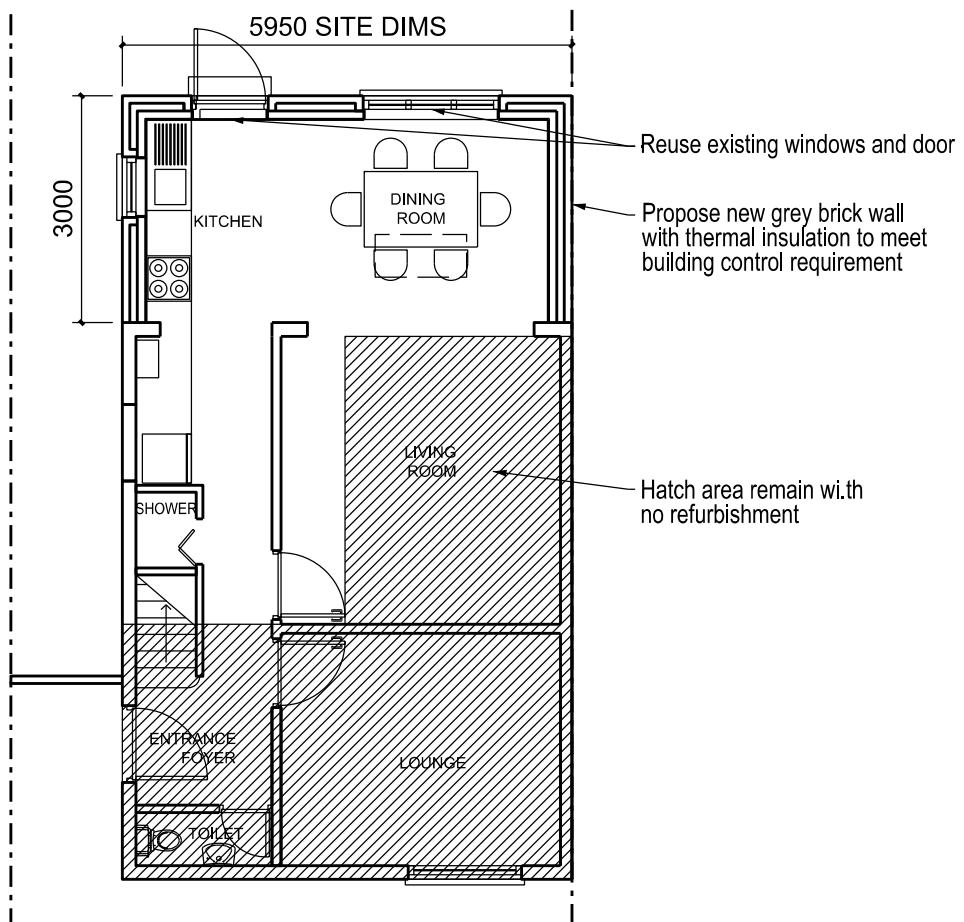 5950 SITE DIMS
3000
Reuse existing windows and door
Propose new grey brick wall
with thermal insulation to meet
building control requirement
DINING
ROOM
KITCHEN
LIVING
ROOM
Hatch area remain wi.th
no refurbishment
SHOWER
ENTRANCE
FOYER
LOUNGE
TOILET